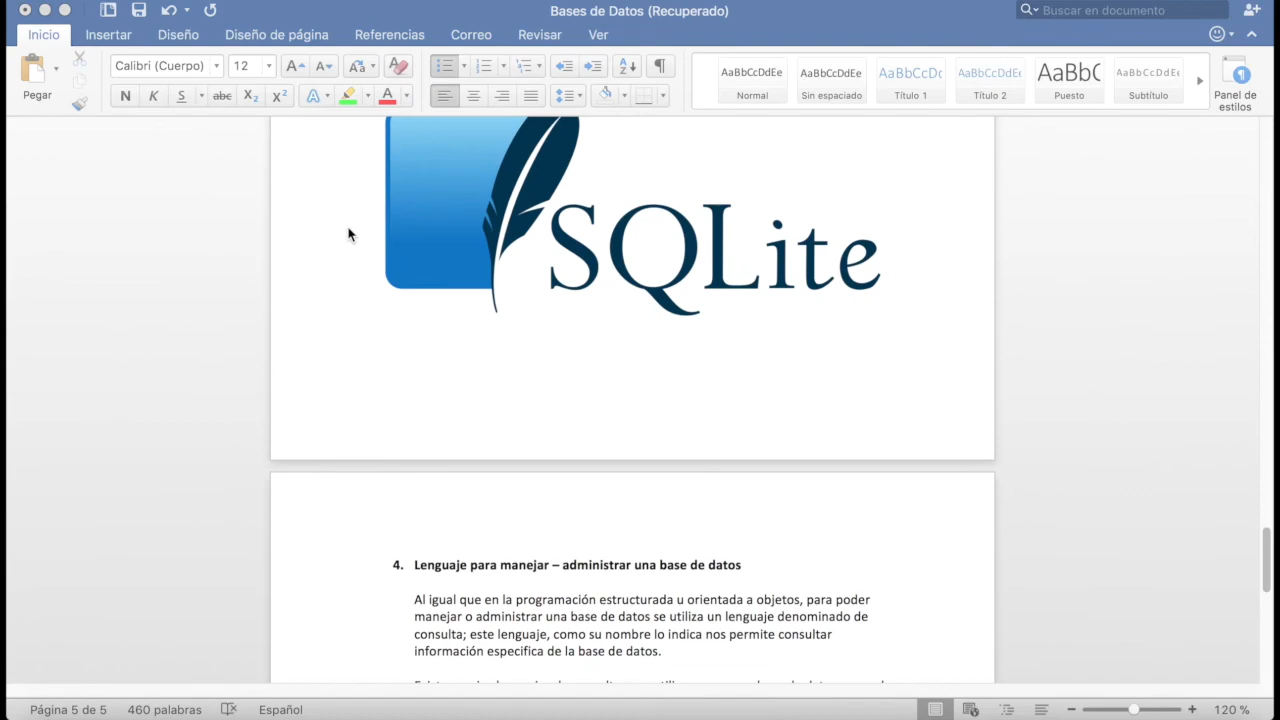 Bases de Datos (Recuperado)
Buscar en documento
Inicio
Insertar
Diseño
Diseño de página
Referencias
Correo
Revisar
Ver
Pegar
Calibri (Cuerpo)
12
A
A
Aa
A
N K S abc X2 X2 A A
AaBbCcDdEe
Normal
AaBbCcDdEe
Sin espaciado
AaBbCcDc
Título 1
AaBbCcDdEe
Título 2
AaBbC
Puesto
AaBbCcDdEe
Subtítulo
Panel de
estilos
SQLite
4. Lenguaje para manejar – administrar una base de datos
Al igual que en la programación estructurada u orientada a objetos, para poder
manejar o administrar una base de datos se utiliza un lenguaje denominado de
consulta; este lenguaje, como su nombre lo indica nos permite consultar
información especifica de la base de datos.
Página 5 de 5
460 palabras
Español
120 %